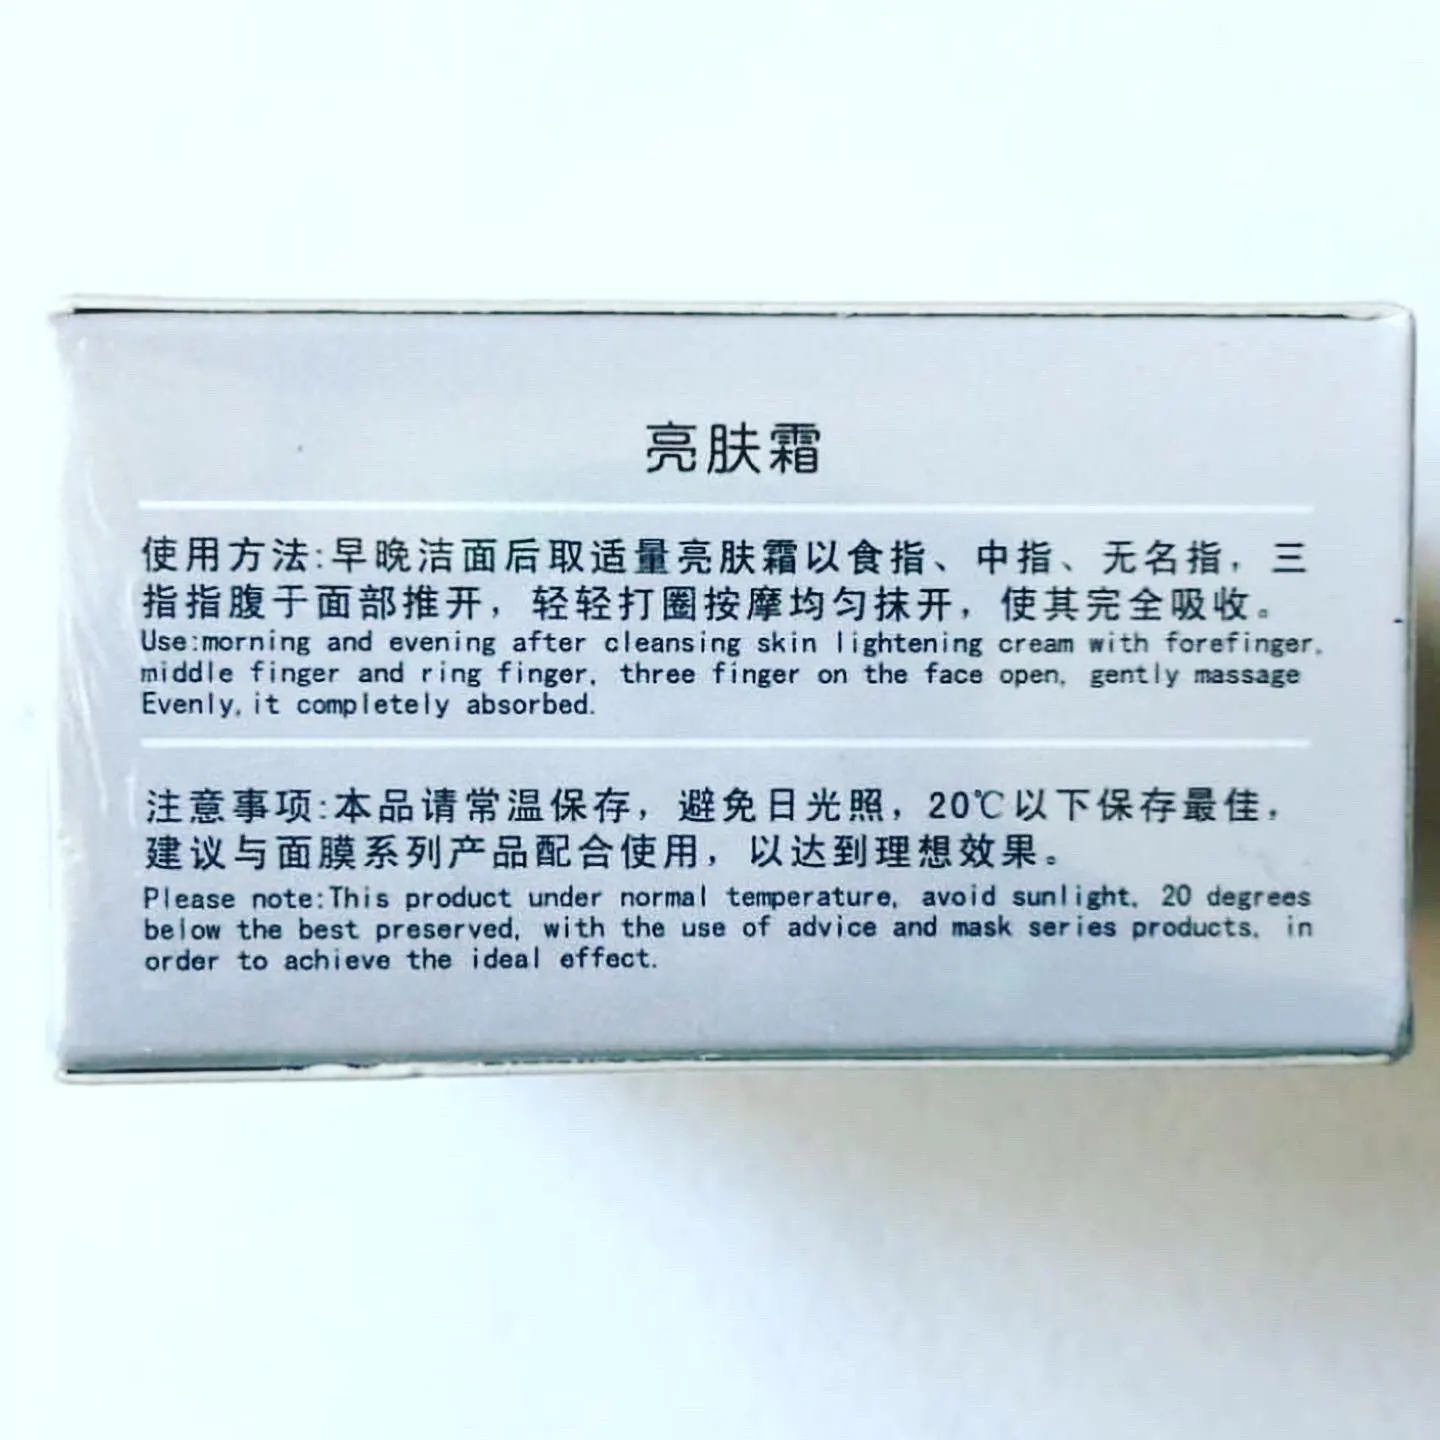 亮肤霜
使用方法:早晚洁面后取适量亮肤霜以食指、中指、无名指，三
指指腹于面部推开，轻轻打圈按摩均匀抹开，使其完全吸收。
Use:morning and evening after cleansing skin lightening cream with forefinger,
middle finger and ring finger, three finger on the face open, gently massage
Evenly,it completely absorbed.
注意事项:本品请常温保存，避免日光照，20℃以下保存最佳，
建议与面膜系列产品配合使用，以达到理想效果。
Please note:This product under normal temperature, avoid sunlight, 20 degrees
below the best preserved, with the use of advice and mask series products, in
order to achieve the ideal effect.